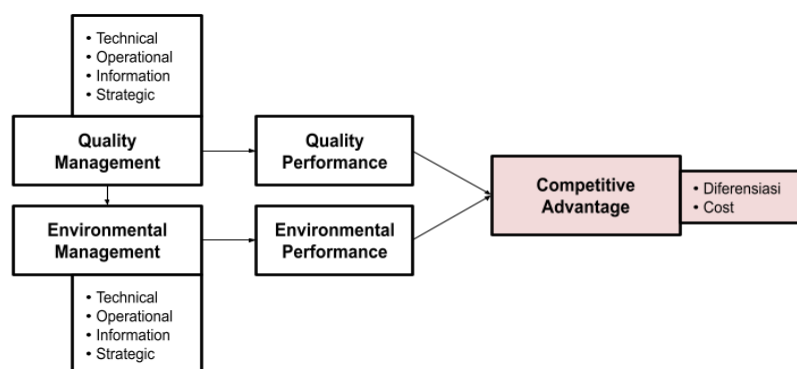 • Technical
• Operational
• Information
• Strategic
Quality
Management
Quality
Performance
Competitive
Advantage
• Diferensiasi
• Cost
Environmental
Management
Environmental
Performance
• Technical
• Operational
• Information
• Strategic